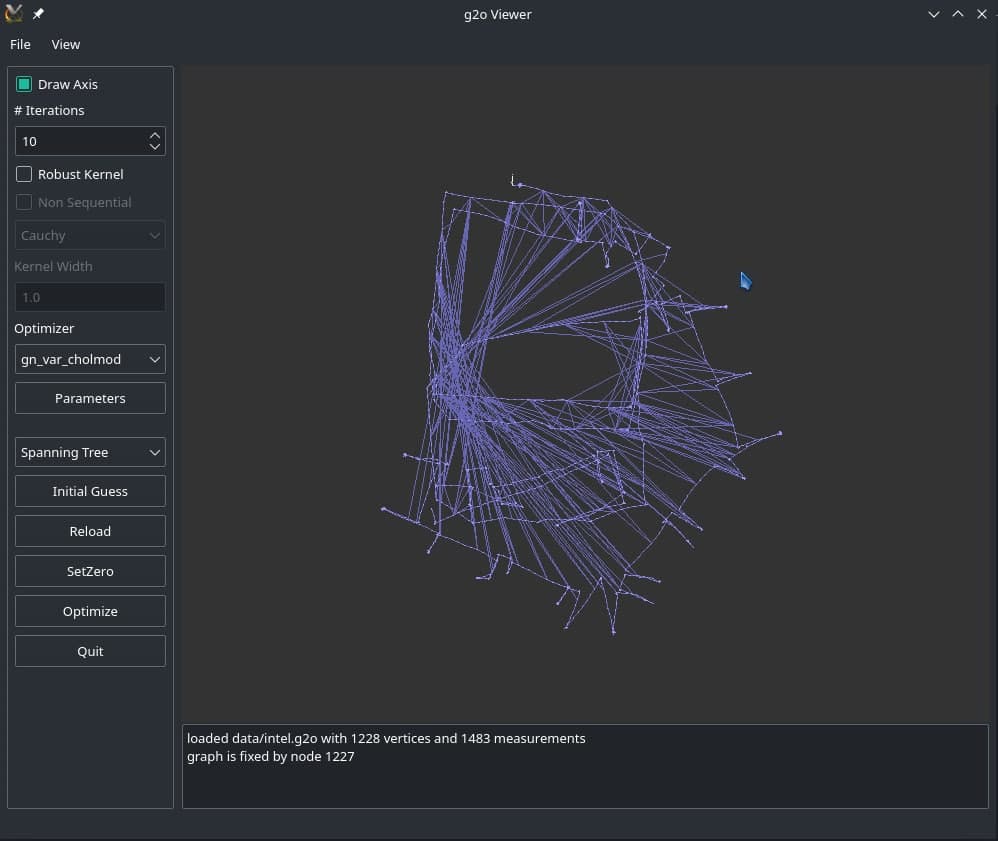 g2o Viewer
File View
Draw Axis
# Iterations
10
Robust Kernel
Non Sequential
Cauchy
Kernel Width
1.0
Optimizer
gn_var_cholmod
Parameters
Spanning Tree
Initial Guess
Reload
SetZero
Optimize
Quit
loaded data/intel.g2o with 1228 vertices and 1483 measurements
graph is fixed by node 1227